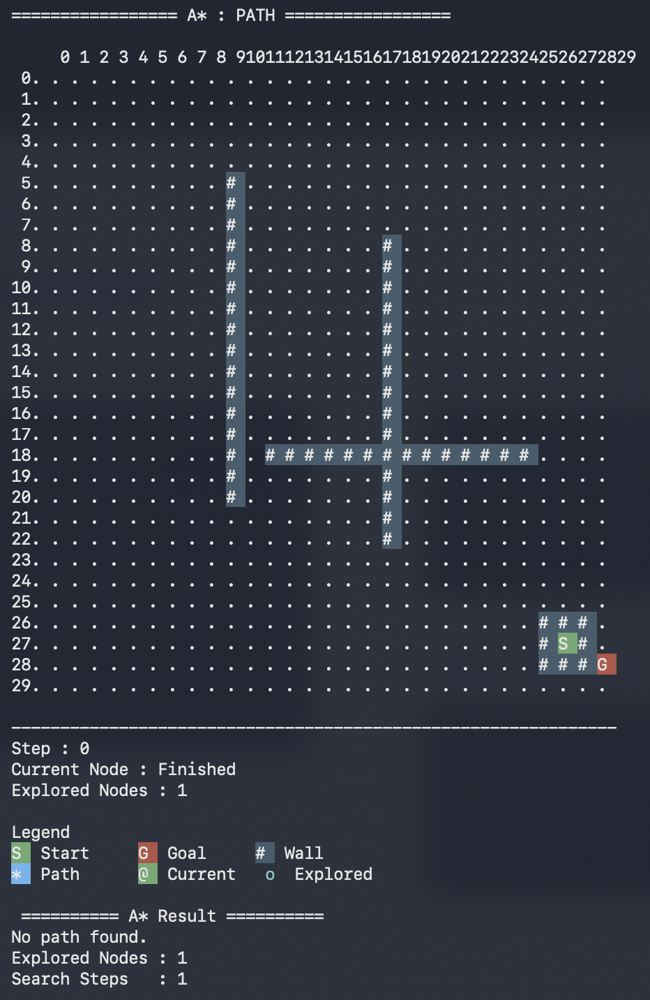 ================= A* : PATH =================
0 1 2 3 4 5 6 7 8 91011121314151617181920212223242526272829
0. . . . . . . . . . . . . . . . . . . . . . . . . . . . . .
1. . . . . . . . . . . . . . . . . . . . . . . . . . . . . .
2. . . . . . . . . . . . . . . . . . . . . . . . . . . . . .
3. . . . . . . . . . . . . . . . . . . . . . . . . . . . . .
4. . . . . . . . . . . . . . . . . . . . . . . . . . . . . .
5. . . . . . . . . . # . . . . . . . . . . . . . . . . . . .
6. . . . . . . . . . # . . . . . . . . . . . . . . . . . . .
7. . . . . . . . . . # . . . . . . . . . . . . . . . . . . .
8. . . . . . . . . . # . . . . . . . # . . . . . . . . . . .
9. . . . . . . . . . # . . . . . . . # . . . . . . . . . . .
10. . . . . . . . . . # . . . . . . . # . . . . . . . . . . .
11. . . . . . . . . . # . . . . . . . # . . . . . . . . . . .
12. . . . . . . . . . # . . . . . . . # . . . . . . . . . . .
13. . . . . . . . . . # . . . . . . . # . . . . . . . . . . .
14. . . . . . . . . . # . . . . . . . # . . . . . . . . . . .
15. . . . . . . . . . # . . . . . . . # . . . . . . . . . . .
16. . . . . . . . . . # . . . . . . . # . . . . . . . . . . .
17. . . . . . . . . . # . . . . . . . # . . . . . . . . . . .
18. . . . . . . . . . # . # # # # # # # # # # # # # # . . . .
19. . . . . . . . . . # . . . . . . . # . . . . . . . . . . .
20. . . . . . . . . . # . . . . . . . # . . . . . . . . . . .
21. . . . . . . . . . . . . . . . . . # . . . . . . . . . . .
22. . . . . . . . . . . . . . . . . . # . . . . . . . . . . .
23. . . . . . . . . . . . . . . . . . . . . . . . . . . . . .
24. . . . . . . . . . . . . . . . . . . . . . . . . . . . . .
25. . . . . . . . . . . . . . . . . . . . . . . . . . . . . .
26. . . . . . . . . . . . . . . . . . . . . . . . . . # # # .
27. . . . . . . . . . . . . . . . . . . . . . . . . . # S # .
28. . . . . . . . . . . . . . . . . . . . . . . . . . # # # G
29. . . . . . . . . . . . . . . . . . . . . . . . . . . . . .
——————————————————————————————————————————————————————————————
Step : 0
Current Node : Finished
Explored Nodes : 1
Legend
S Start G Goal # Wall
* Path @ Current o Explored
========== A* Result ==========
No path found.
Explored Nodes : 1
Search Steps : 1